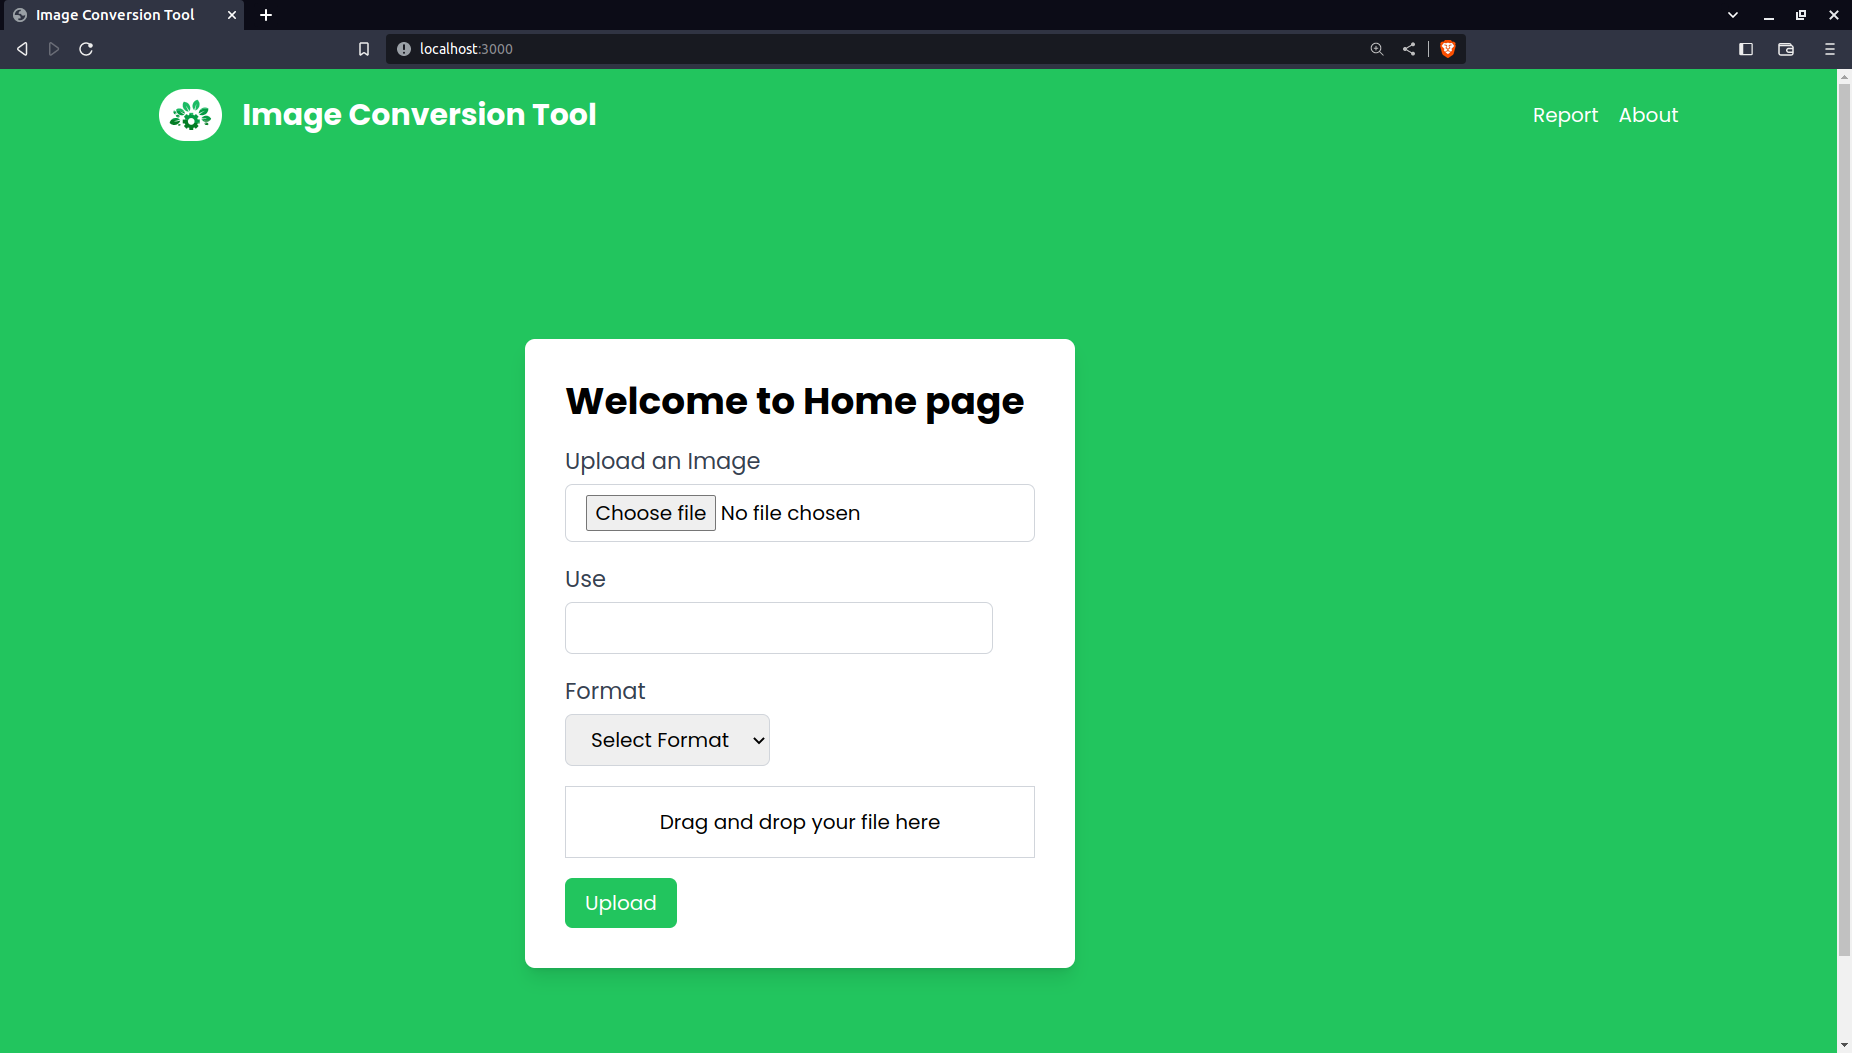 Image Conversion Tool
localhost:3000
Image Conversion Tool
Report
About
Welcome to Home page
Upload an Image
Choose file No file chosen
Use
Format
Select Format
Drag and drop your file here
Upload